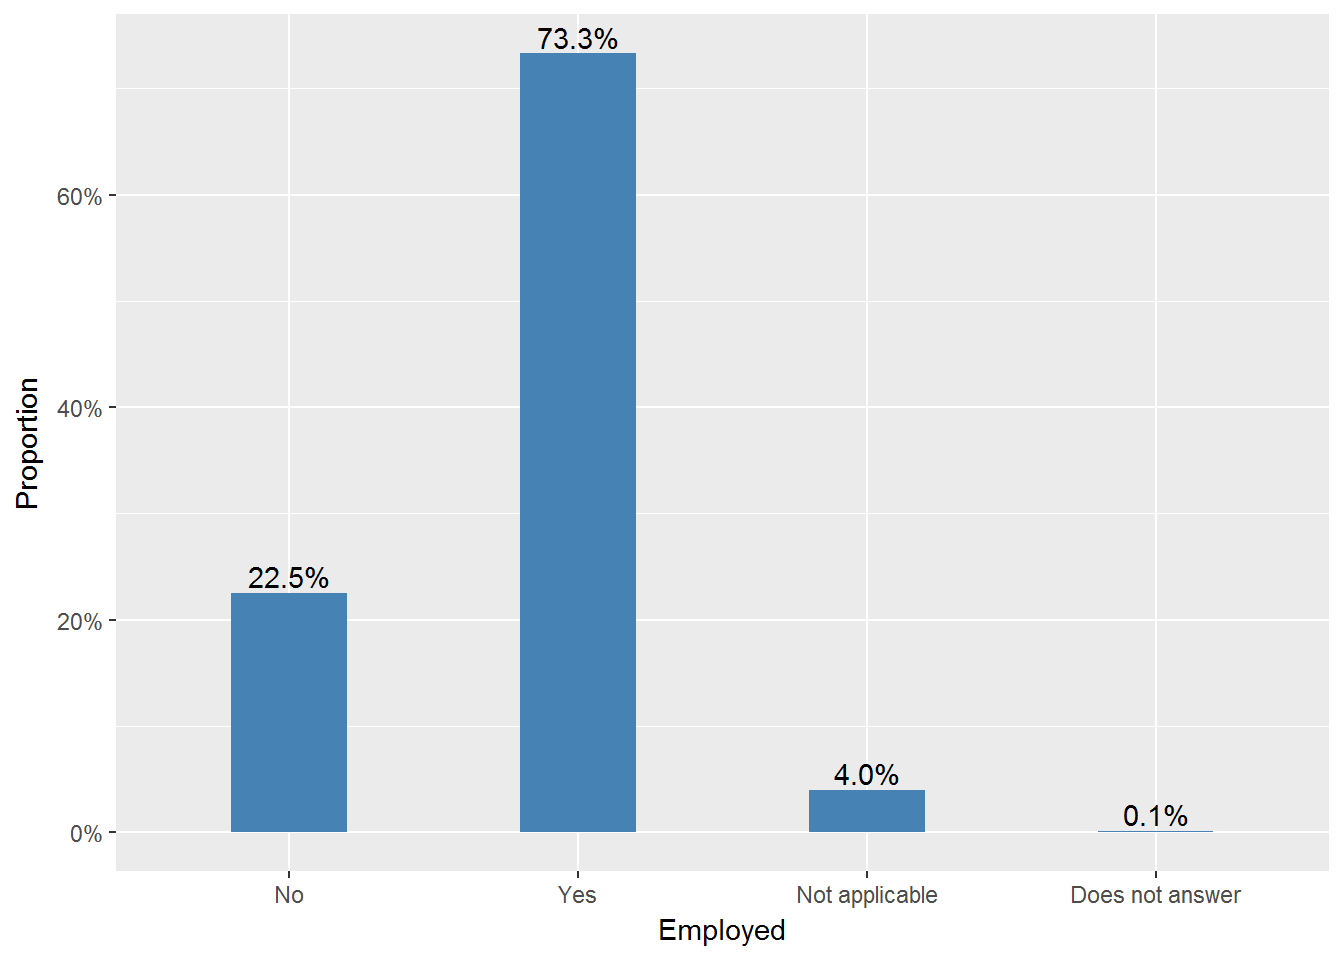 73.3%
60%
Proportion
40%
22.5%
20%
4.0%
0.1%
0%
No
Yes
Not applicable
Does not answer
Employed